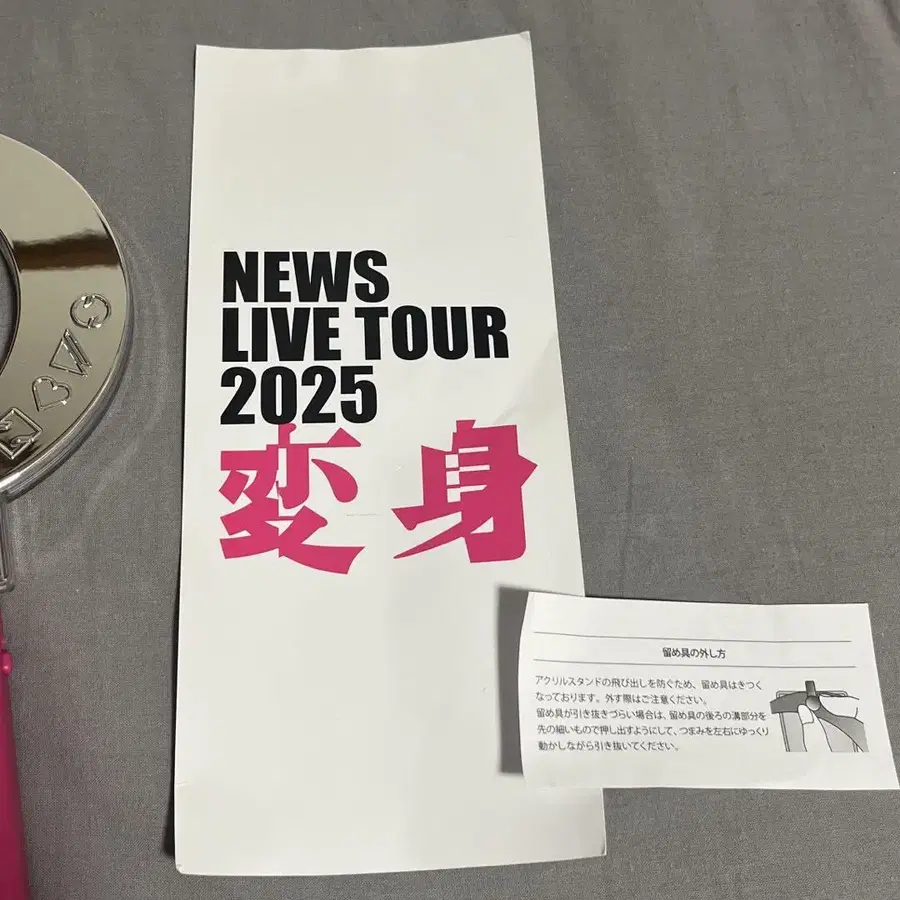 NEWS
LIVE TOUR
2025
変身
留め具の外し方
アクリルスタンドの飛び出しを防ぐため、留め具はきつく
なっております。外す際はご注意ください。
留め具が引き抜きづらい場合は、留め具の後ろの溝部分を
先の細いもので押し出すようにして、つまみを左右にゆっくり
動かしながら引き抜いてください。